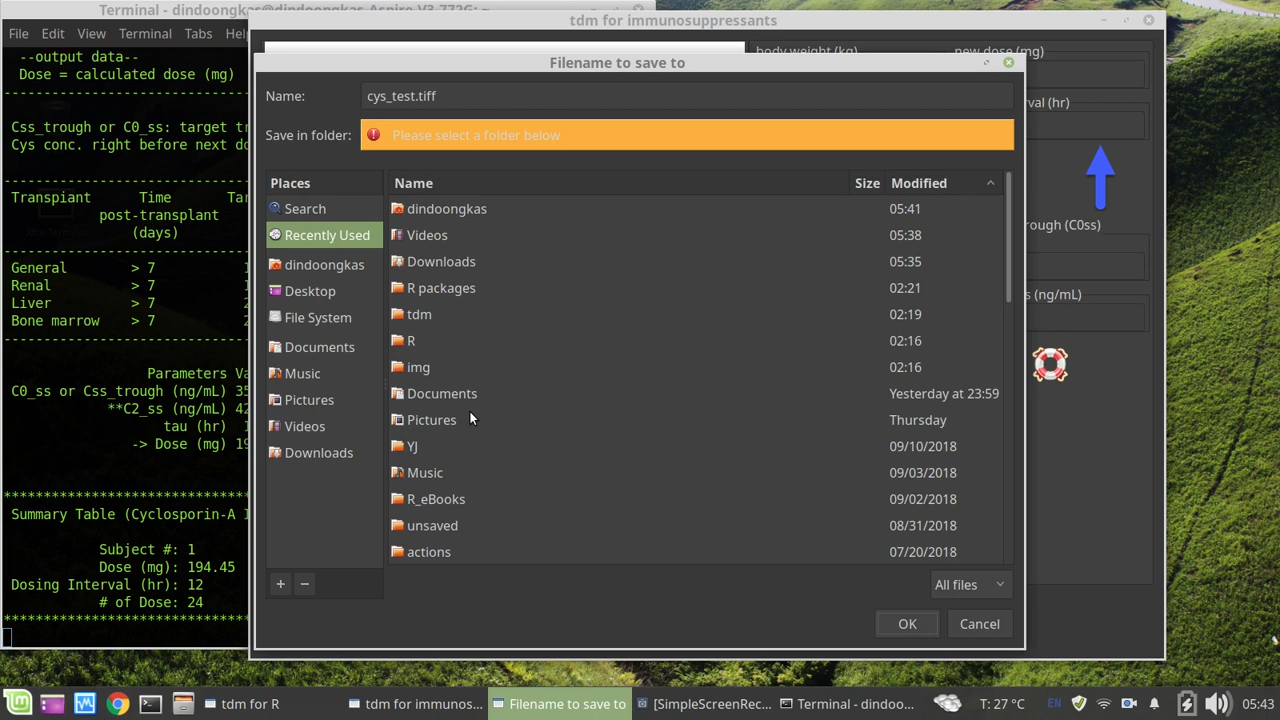 Terminal - dindoongkas@dindoongkas-Aspire-V3-772G: ~
File Edit View Terminal Tabs Help
--output data--
Dose = calculated dose (mg)
Css_trough or C0_ss: target tr
Cys conc. right before next do
Transpiant Time Tar
post-transplant
(days)
General > 7
Renal > 7
Liver > 7
Bone marrow > 7
Parameters Va
C0_ss or Css_trough (ng/mL) 35
**C2_ss (ng/mL) 42
tau (hr) 1
-> Dose (mg) 19
Summary Table (Cyclosporin-A I
Subject #: 1
Dose (mg): 194.45
Dosing Interval (hr): 12
# of Dose: 24
tdm for immunosuppressants
body weight (kg) new dose (mg)
rval (hr)
rough (C0ss)
s (ng/mL)
Filename to save to
Name: cys_test.tiff
Save in folder: Please select a folder below
Places
Search
Recently Used
dindoongkas
Desktop
File System
Documents
Music
Pictures
Videos
Downloads
Name Size Modified
dindoongkas 05:41
Videos 05:38
Downloads 05:35
R packages 02:21
tdm 02:19
R 02:16
img 02:16
Documents Yesterday at 23:59
Pictures Thursday
YJ 09/10/2018
Music 09/03/2018
R_eBooks 09/02/2018
unsaved 08/31/2018
actions 07/20/2018
+ −
All files
OK Cancel
tdm for R tdm for immunos... Filename to save to [SimpleScreenRec... Terminal - dindoo... T: 27 °C EN 05:43